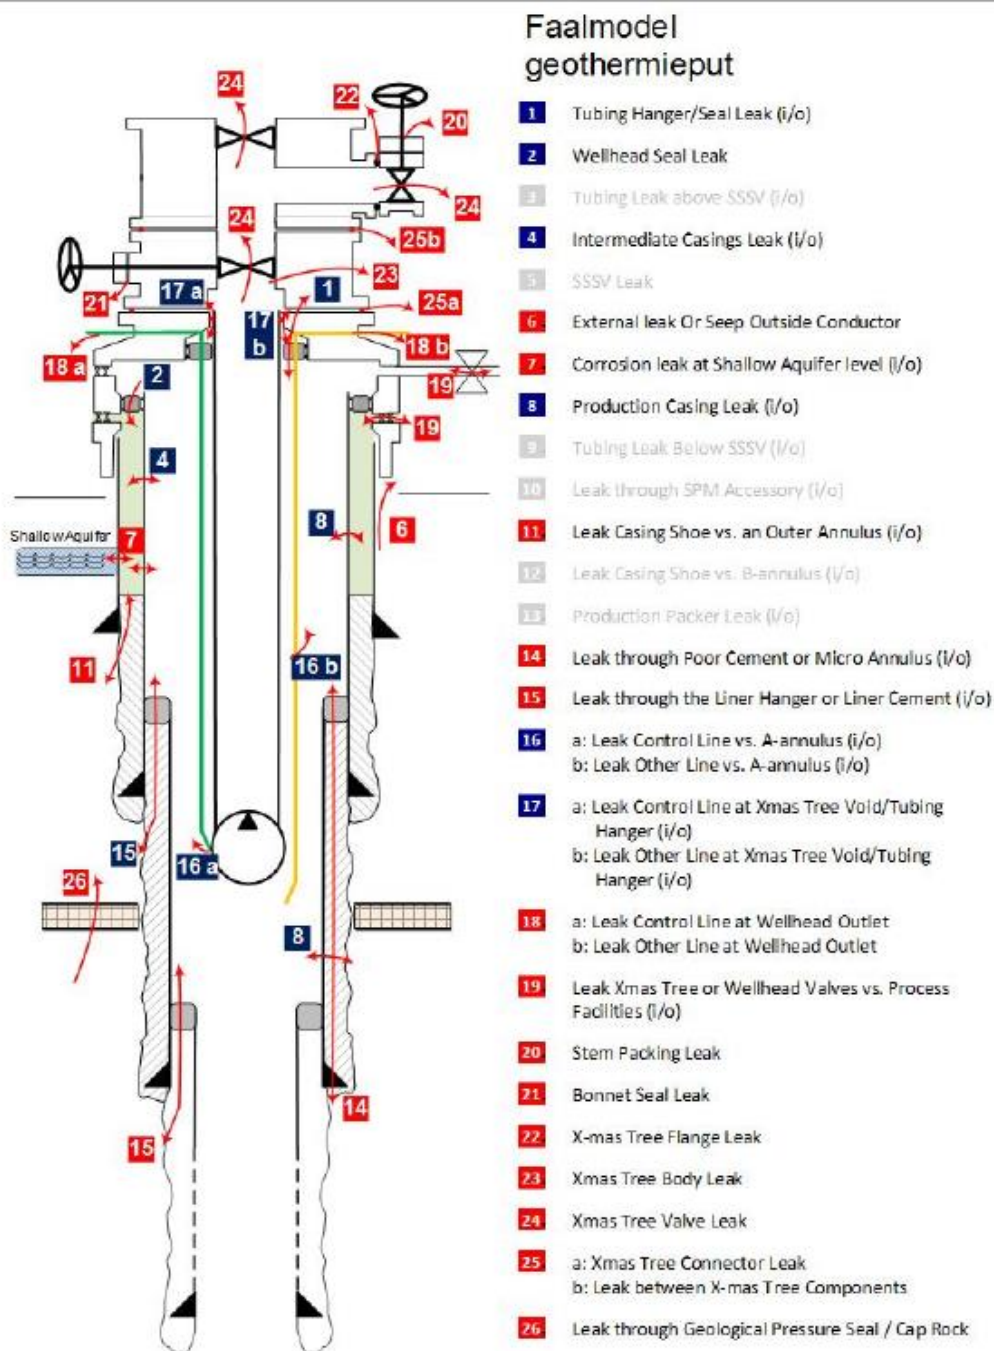 Faalmodel
geothermieput
1 Tubing Hanger/Seal Leak (i/o)
2 Wellhead Seal Leak
3 Tubing Leak above SSSV (i/o)
4 Intermediate Casings Leak (i/o)
5 SSSV Leak
6 External leak Or Seep Outside Conductor
7 Corrosion leak at Shallow Aquifer level (i/o)
8 Production Casing Leak (i/o)
9 Tubing Leak Below SSSV (i/o)
10 Leak through SPM Accessory (i/o)
11 Leak Casing Shoe vs. an Outer Annulus (i/o)
12 Leak Casing Shoe vs. B-annulus (i/o)
13 Production Packer Leak (i/o)
14 Leak through Poor Cement or Micro Annulus (i/o)
15 Leak through the Liner Hanger or Liner Cement (i/o)
16 a: Leak Control Line vs. A-annulus (i/o)
b: Leak Other Line vs. A-annulus (i/o)
17 a: Leak Control Line at Xmas Tree Void/Tubing
Hanger (i/o)
b: Leak Other Line at Xmas Tree Void/Tubing
Hanger (i/o)
18 a: Leak Control Line at Wellhead Outlet
b: Leak Other Line at Wellhead Outlet
19 Leak Xmas Tree or Wellhead Valves vs. Process
Facilities (i/o)
20 Stem Packing Leak
21 Bonnet Seal Leak
22 X-mas Tree Flange Leak
23 Xmas Tree Body Leak
24 Xmas Tree Valve Leak
25 a: Xmas Tree Connector Leak
b: Leak between X-mas Tree Components
26 Leak through Geological Pressure Seal / Cap Rock
24
22
20
24
24
25b
23
21
17 a
1
25a
17
b
18 a
18 b
2
19
19
4
8
6
Shallow Aquifer
7
11
16 b
15
16 a
26
8
14
15